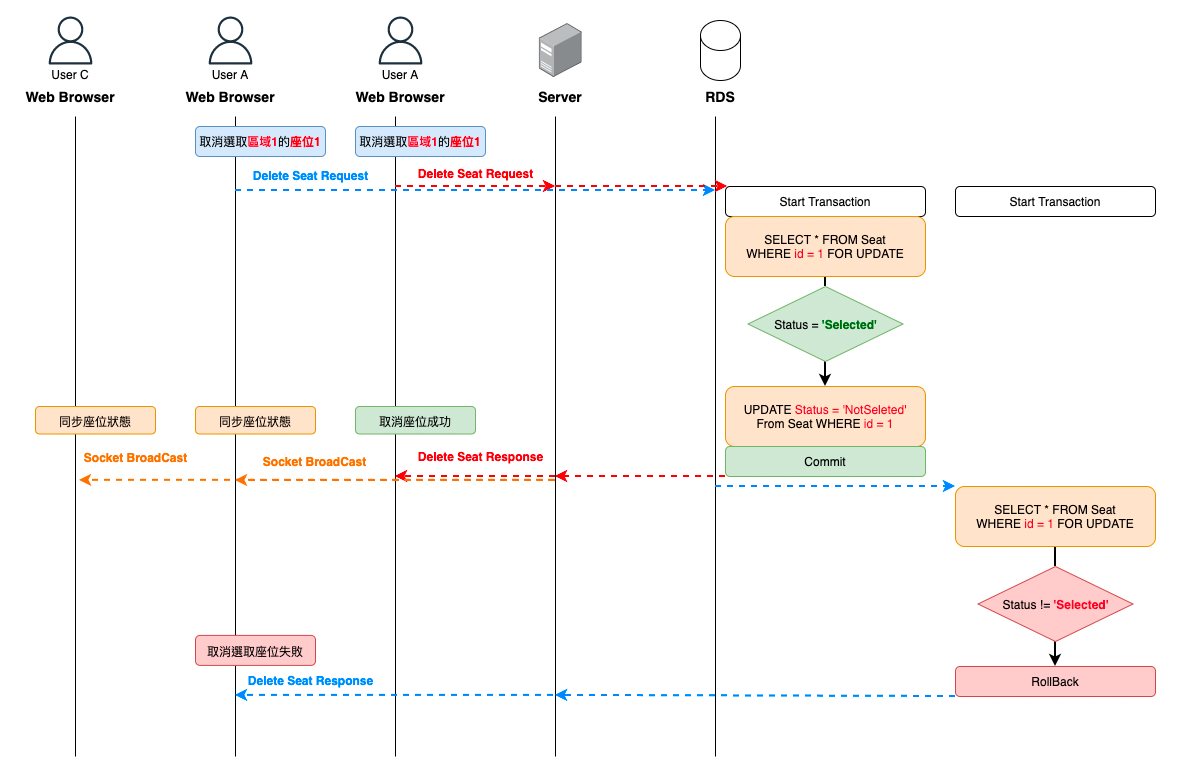 User C
User A
User A
Web Browser
Web Browser
Web Browser
Server
RDS
取消選取區域1的座位1
取消選取區域1的座位1
Delete Seat Request
Delete Seat Request
Start Transaction
Start Transaction
SELECT * FROM Seat
WHERE id = 1 FOR UPDATE
Status = 'Selected'
UPDATE Status = 'NotSeleted'
From Seat WHERE id = 1
同步座位狀態
同步座位狀態
取消座位成功
Socket BroadCast
Socket BroadCast
Delete Seat Response
Commit
SELECT * FROM Seat
WHERE id = 1 FOR UPDATE
Status != 'Selected'
取消選取座位失敗
Delete Seat Response
RollBack